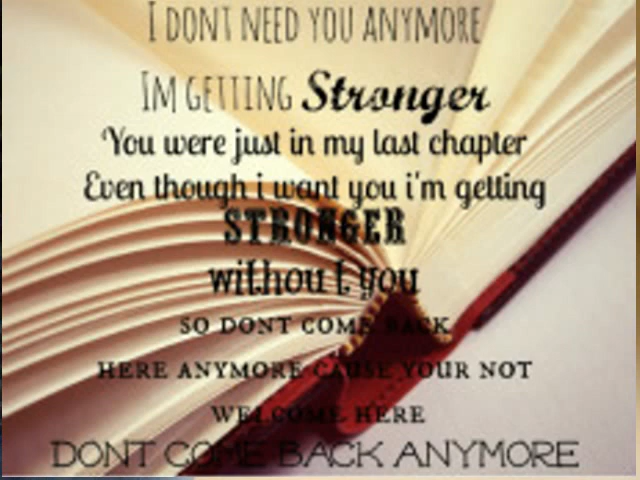 I DONT NEED YOU ANYMORE
IM GETTING Stronger
You were just in my last chapter
Even though i want you i'm getting
STRONGER
without you
SO DONT COME BACK
HERE ANYMORE CAUSE YOUR NOT
WELCOME HERE
DONT COME BACK ANYMORE